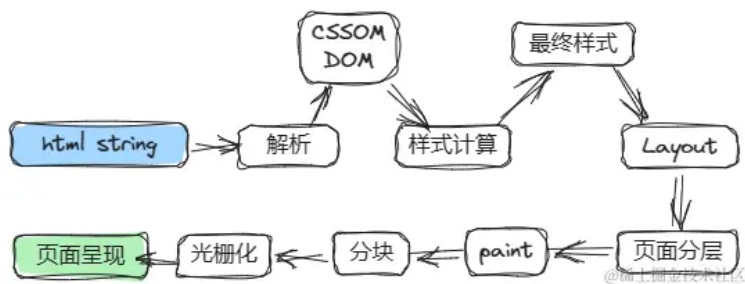 html string
解析
CSSOM
DOM
样式计算
最终样式
Layout
页面分层
paint
分块
光栅化
页面呈现
@稀土掘金技术社区